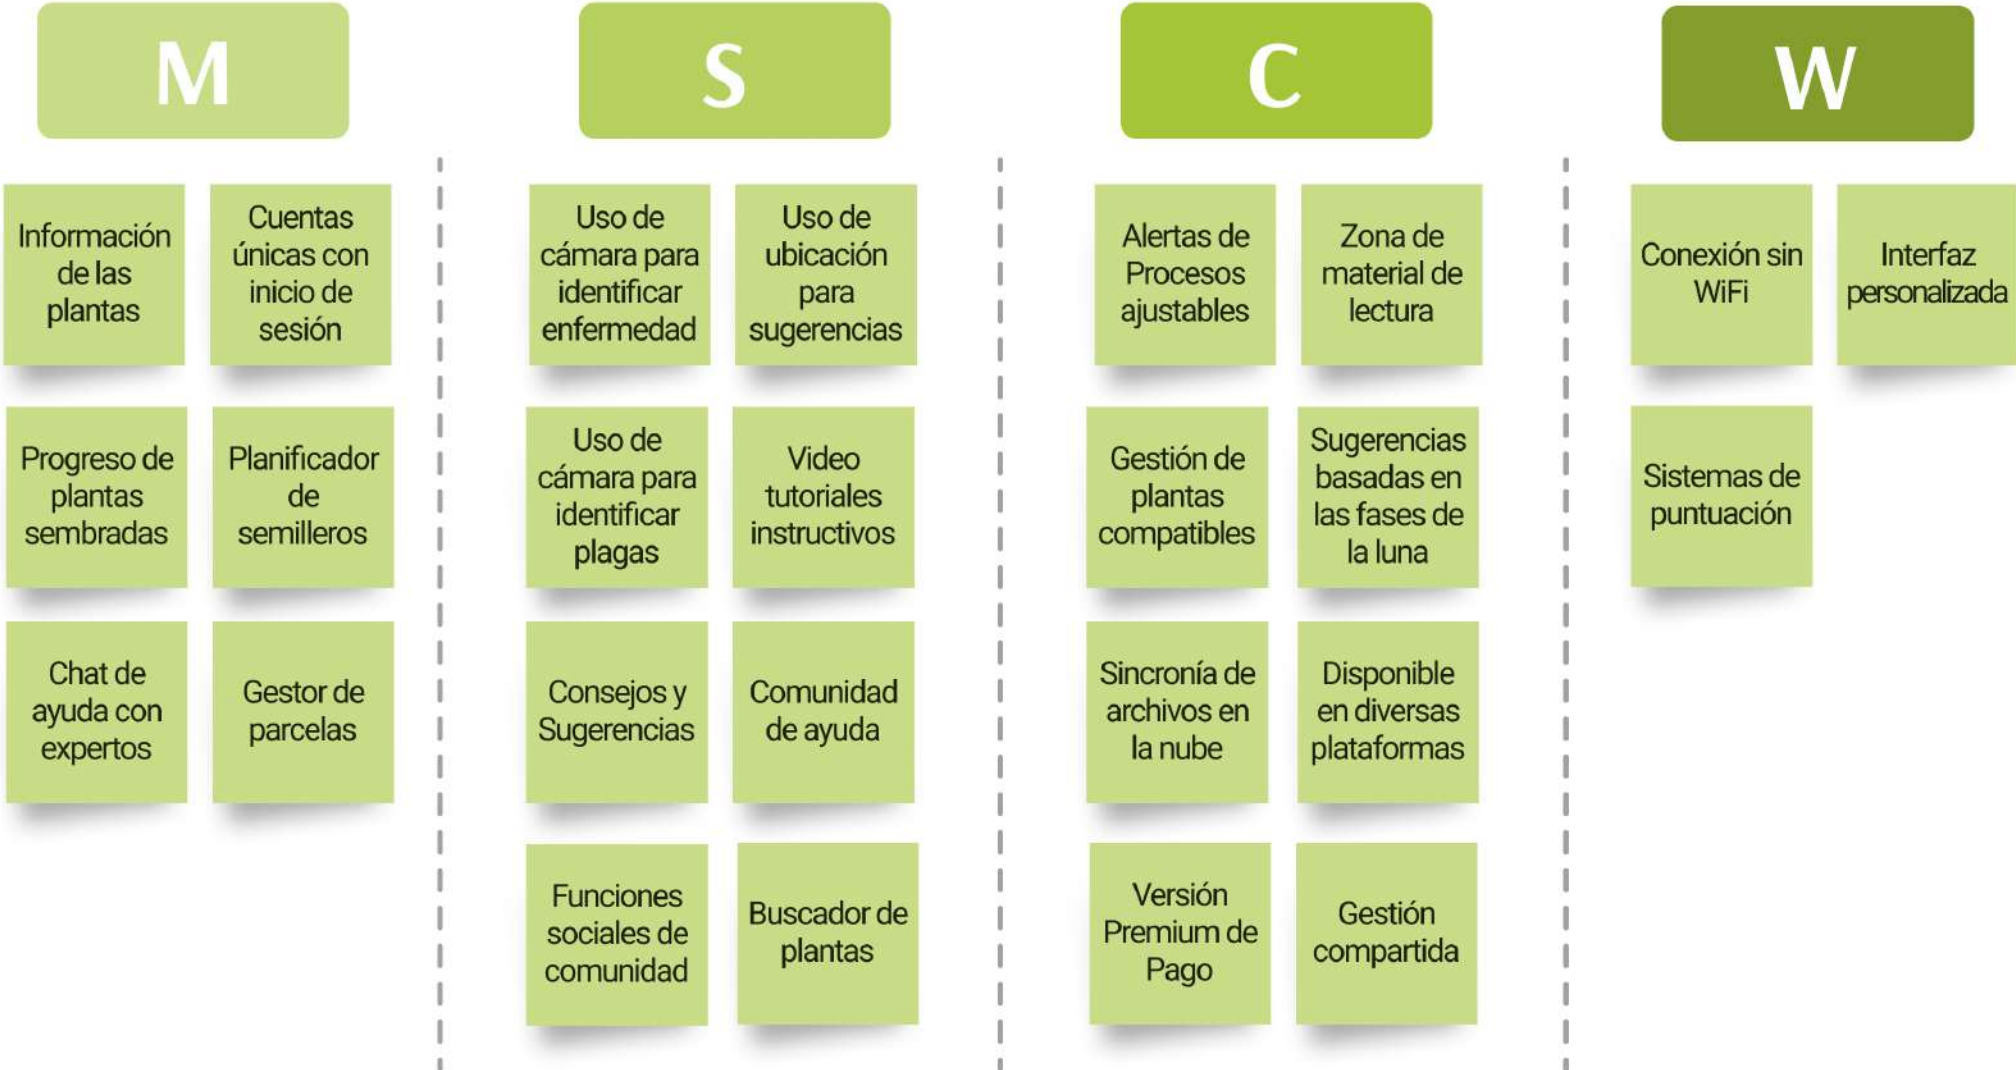 M
Información
de las
plantas
Cuentas
únicas con
inicio de
sesión
Progreso de
plantas
sembradas
Planificador
de
semilleros
Chat de
ayuda con
expertos
Gestor de
parcelas
S
Uso de
cámara para
identificar
enfermedad
Uso de
ubicación
para
sugerencias
Uso de
cámara para
identificar
plagas
Video
tutoriales
instructivos
Consejos y
Sugerencias
Comunidad
de ayuda
Funciones
sociales de
comunidad
Buscador de
plantas
C
Alertas de
Procesos
ajustables
Zona de
material de
lectura
Gestión de
plantas
compatibles
Sugerencias
basadas en
las fases de
la luna
Sincronía de
archivos en
la nube
Disponible
en diversas
plataformas
Versión
Premium de
Pago
Gestión
compartida
W
Conexión sin
WiFi
Interfaz
personalizada
Sistemas de
puntuación